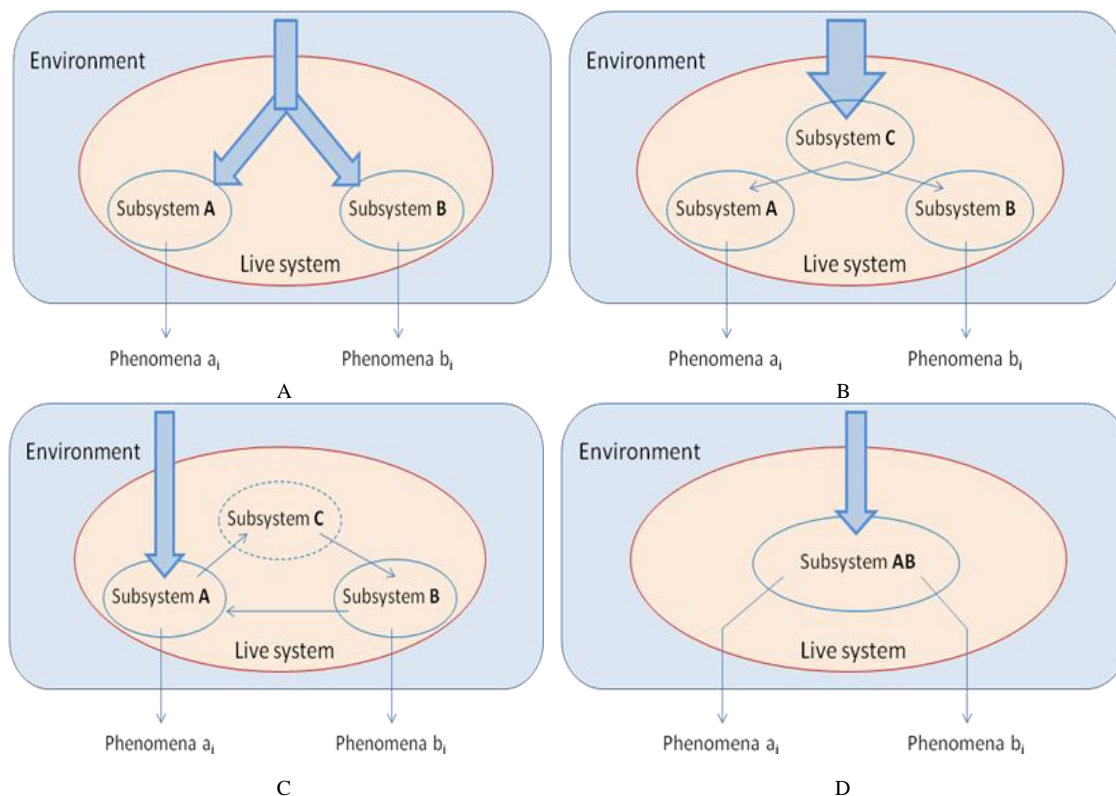 Environment
Subsystem A
Subsystem B
Live system
Phenomena ai
Phenomena bi
A
Environment
Subsystem C
Subsystem A
Subsystem B
Live system
Phenomena ai
Phenomena bi
B
Environment
Subsystem C
Subsystem A
Subsystem B
Live system
Phenomena ai
Phenomena bi
C
Environment
Subsystem AB
Live system
Phenomena ai
Phenomena bi
D